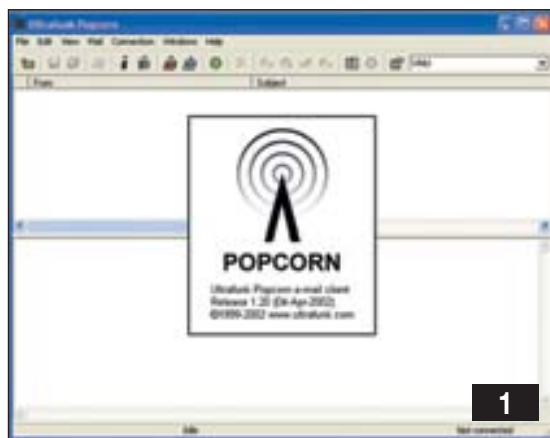 Ultrafunk Popcorn
File Edit View Mail Connection Windows Help
From Subject
POPCORN
Ultrafunk Popcorn e-mail client
Release 1.20 (04-Apr-2002)
©1999-2002 www.ultrafunk.com
Idle Not connected
1